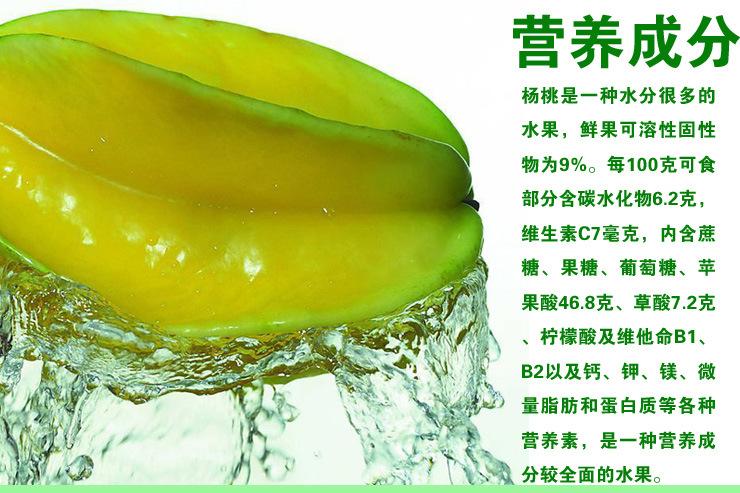 营养成分
杨桃是一种水分很多的
水果，鲜果可溶性固性
物为9%。每100克可食
部分含碳水化物6.2克，
维生素C7毫克，内含蔗
糖、果糖、葡萄糖、苹
果酸46.8克、草酸7.2克
、柠檬酸及维他命B1、
B2以及钙、钾、镁、微
量脂肪和蛋白质等各种
营养素，是一种营养成
分较全面的水果。